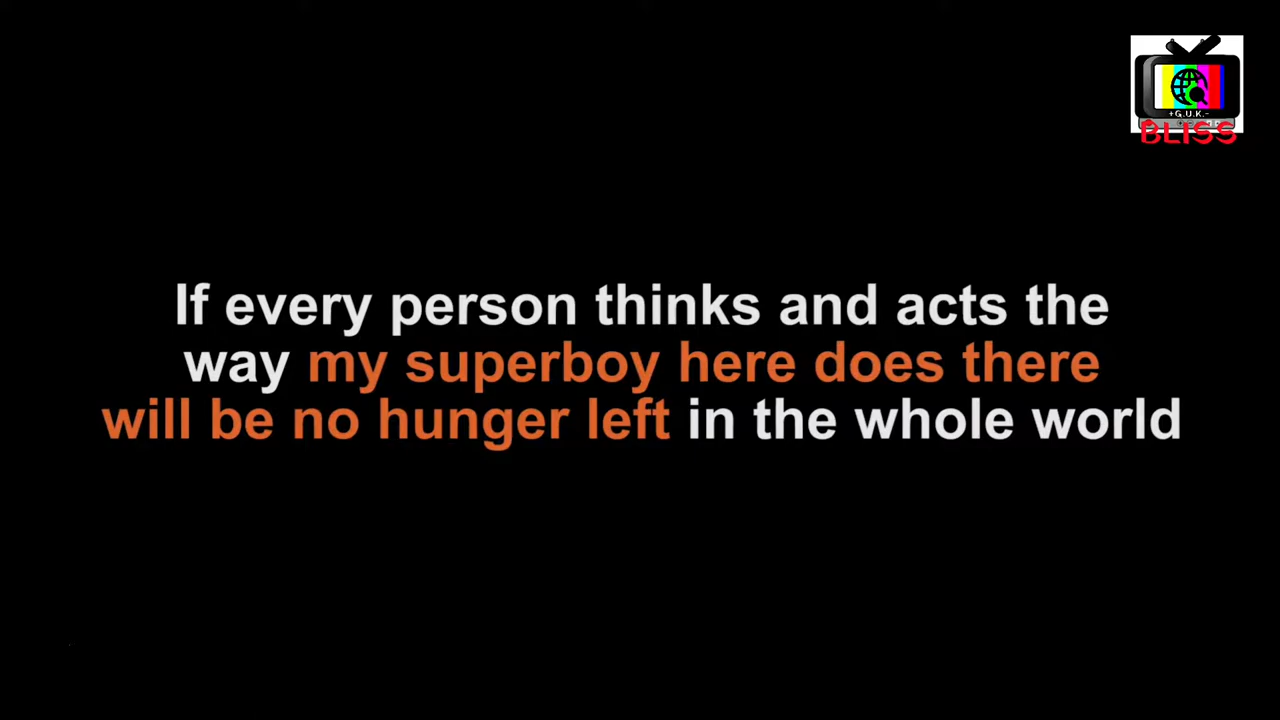 +G.U.K.-
BLISS
If every person thinks and acts the
way my superboy here does there
will be no hunger left in the whole world